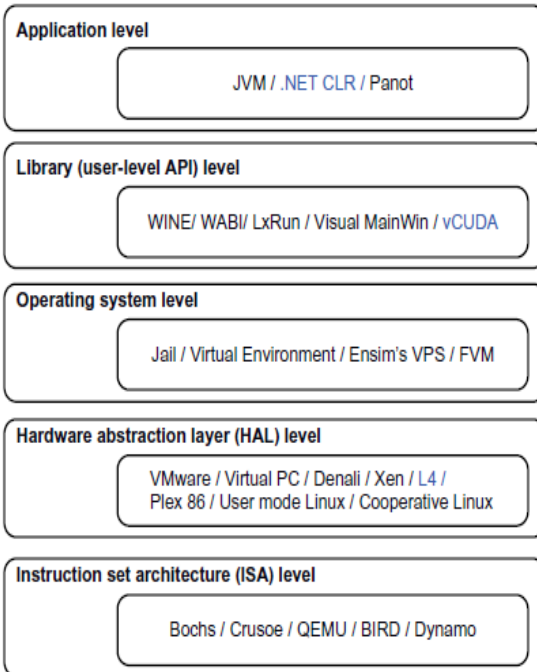 Application level
JVM / .NET CLR / Panot
Library (user-level API) level
WINE/ WABI/ LxRun / Visual MainWin / vCUDA
Operating system level
Jail / Virtual Environment / Ensim's VPS / FVM
Hardware abstraction layer (HAL) level
VMware / Virtual PC / Denali / Xen / L4 /
Plex 86 / User mode Linux / Cooperative Linux
Instruction set architecture (ISA) level
Bochs / Crusoe / QEMU / BIRD / Dynamo